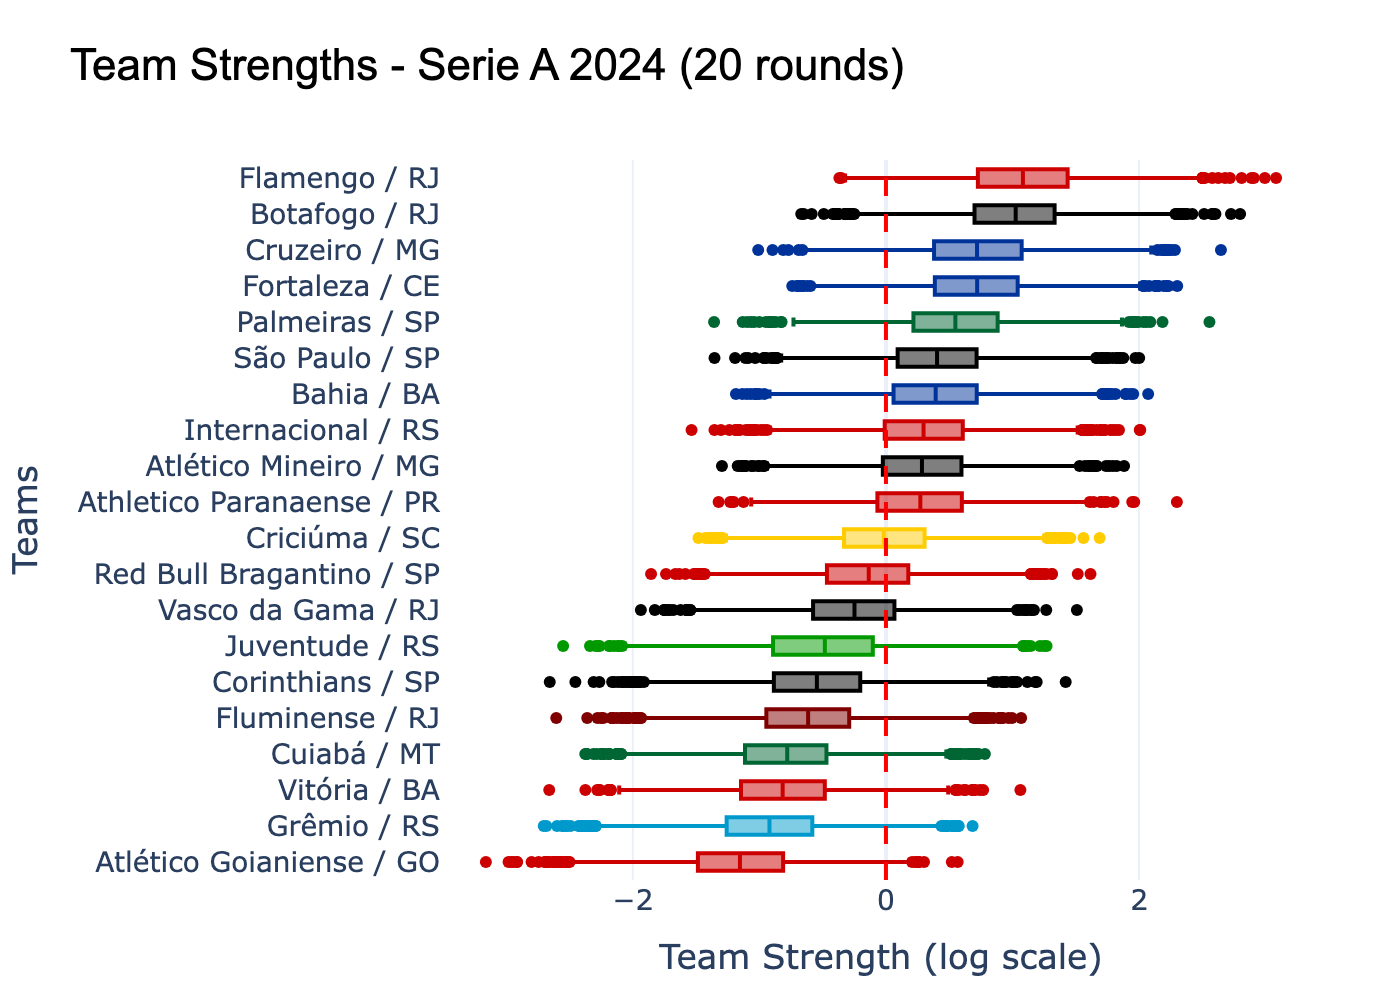 Team Strengths - Serie A 2024 (20 rounds)
Teams
Flamengo / RJ
Botafogo / RJ
Cruzeiro / MG
Fortaleza / CE
Palmeiras / SP
São Paulo / SP
Bahia / BA
Internacional / RS
Atlético Mineiro / MG
Athletico Paranaense / PR
Criciúma / SC
Red Bull Bragantino / SP
Vasco da Gama / RJ
Juventude / RS
Corinthians / SP
Fluminense / RJ
Cuiabá / MT
Vitória / BA
Grêmio / RS
Atlético Goianiense / GO
−2 0 2
Team Strength (log scale)